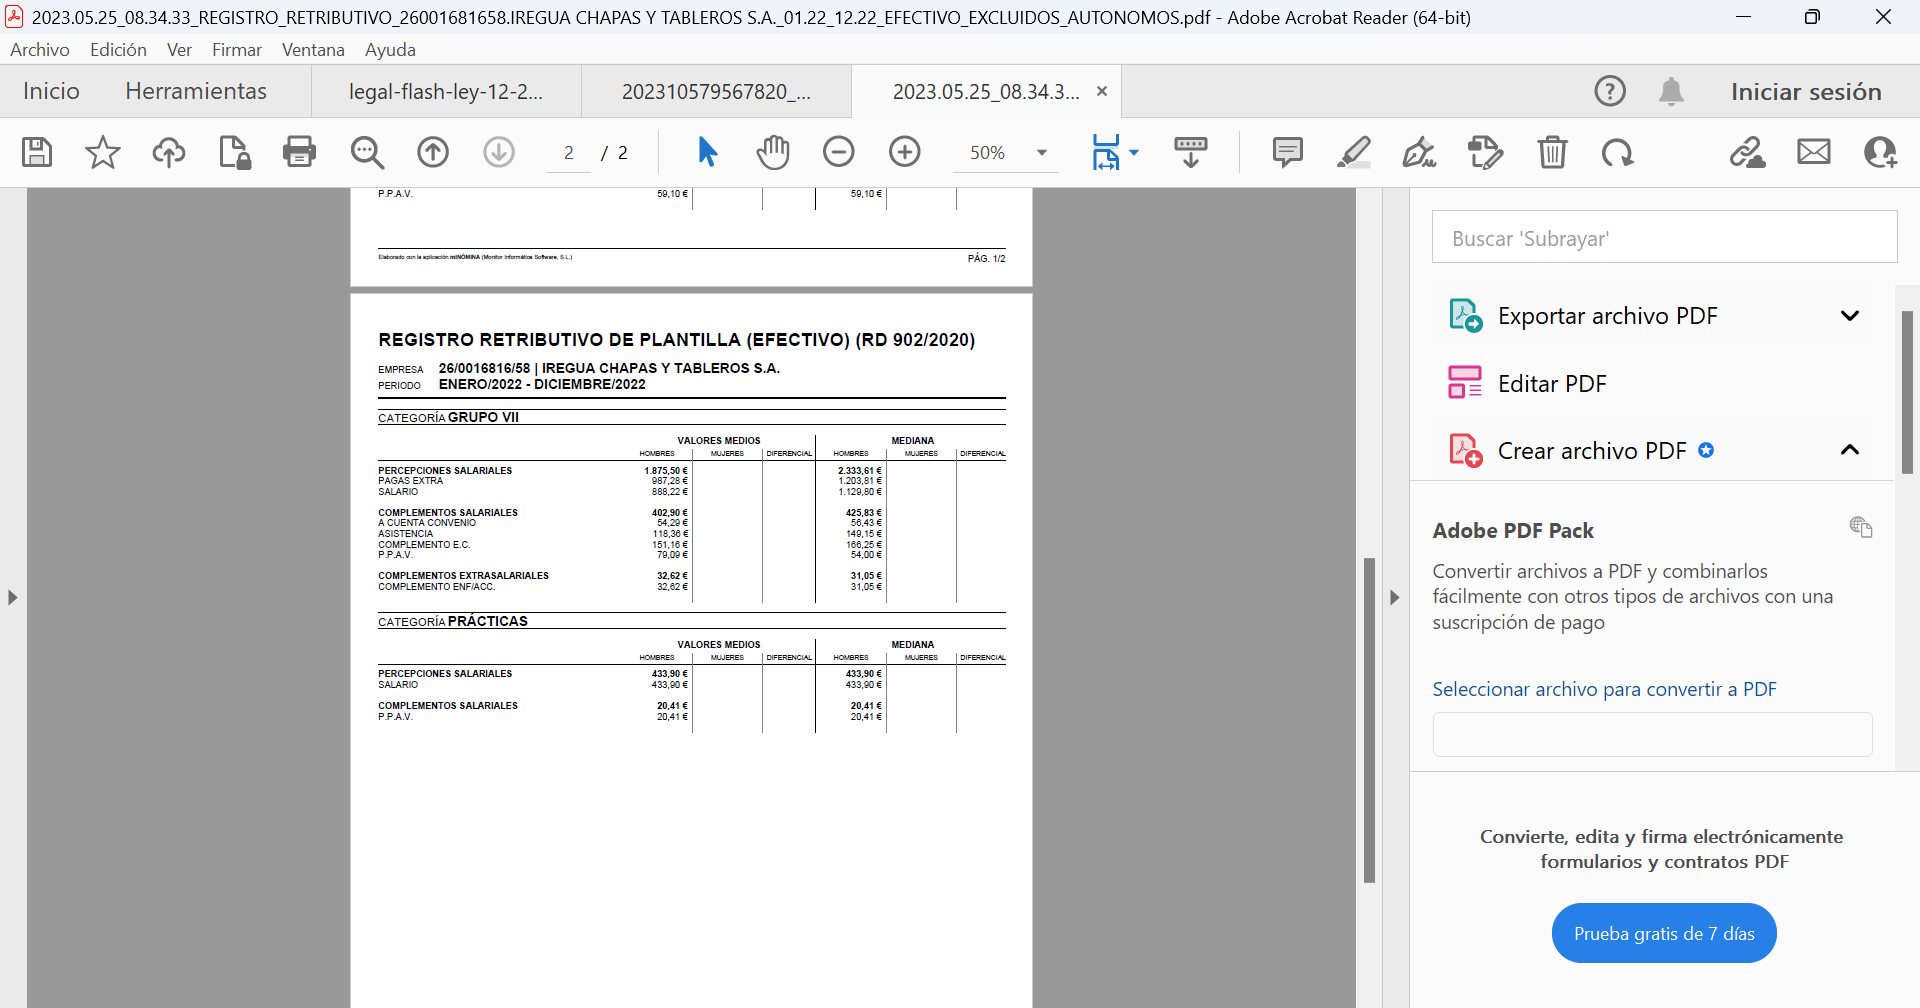 2023.05.25_08.34.33_REGISTRO_RETRIBUTIVO_26001681658.IREGUA CHAPAS Y TABLEROS S.A._01.22_12.22_EFECTIVO_EXCLUIDOS_AUTONOMOS.pdf - Adobe Acrobat Reader (64-bit)
Archivo Edición Ver Firmar Ventana Ayuda
Inicio Herramientas legal-flash-ley-12-2... 202310579567820_... 2023.05.25_08.34.3... Iniciar sesión
2 / 2 50%
P.P.A.V. 59,10 € 59,10 €
Elaborado con la aplicación mINÓMINA (Monitor Informática Software, S.L.) PÁG. 1/2
REGISTRO RETRIBUTIVO DE PLANTILLA (EFECTIVO) (RD 902/2020)
EMPRESA 26/0016816/58 | IREGUA CHAPAS Y TABLEROS S.A.
PERIODO ENERO/2022 - DICIEMBRE/2022
CATEGORÍA GRUPO VII
VALORES MEDIOS MEDIANA
HOMBRES MUJERES DIFERENCIAL HOMBRES MUJERES DIFERENCIAL
PERCEPCIONES SALARIALES 1.875,50 € 2.333,61 €
PAGAS EXTRA 987,28 € 1.203,81 €
SALARIO 888,22 € 1.129,80 €
COMPLEMENTOS SALARIALES 402,90 € 425,83 €
A CUENTA CONVENIO 54,29 € 56,43 €
ASISTENCIA 118,36 € 149,15 €
COMPLEMENTO E.C. 151,16 € 166,25 €
P.P.A.V. 79,09 € 54,00 €
COMPLEMENTOS EXTRASALARIALES 32,62 € 31,05 €
COMPLEMENTO ENF/ACC. 32,62 € 31,05 €
CATEGORÍA PRÁCTICAS
VALORES MEDIOS MEDIANA
HOMBRES MUJERES DIFERENCIAL HOMBRES MUJERES DIFERENCIAL
PERCEPCIONES SALARIALES 433,90 € 433,90 €
SALARIO 433,90 € 433,90 €
COMPLEMENTOS SALARIALES 20,41 € 20,41 €
P.P.A.V. 20,41 € 20,41 €
Buscar 'Subrayar'
Exportar archivo PDF
Editar PDF
Crear archivo PDF
Adobe PDF Pack
Convertir archivos a PDF y combinarlos
fácilmente con otros tipos de archivos con una
suscripción de pago
Seleccionar archivo para convertir a PDF
Convierte, edita y firma electrónicamente
formularios y contratos PDF
Prueba gratis de 7 días